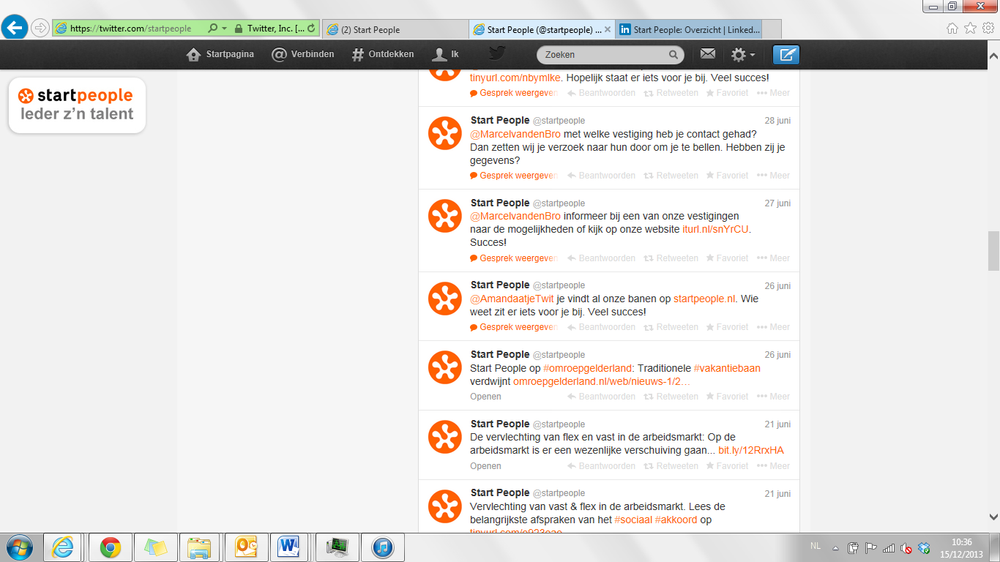 https://twitter.com/startpeople
Twitter, Inc. [...
(2) Start People
Start People (@startpeople) ...
Start People: Overzicht | Linked...
Startpagina
Verbinden
Ontdekken
Ik
Zoeken
startpeople
Ieder z'n talent
tinyurl.com/nbymlke. Hopelijk staat er iets voor je bij. Veel succes!
Gesprek weergeven Beantwoorden Retweeten Favoriet Meer
Start People @startpeople 28 juni
@MarcelvandenBro met welke vestiging heb je contact gehad?
Dan zetten wij je verzoek naar hun door om je te bellen. Hebben zij je
gegevens?
Gesprek weergeven Beantwoorden Retweeten Favoriet Meer
Start People @startpeople 27 juni
@MarcelvandenBro informeer bij een van onze vestigingen
naar de mogelijkheden of kijk op onze website iturl.nl/snYrCU.
Succes!
Gesprek weergeven Beantwoorden Retweeten Favoriet Meer
Start People @startpeople 26 juni
@AmandaatjeTwit je vindt al onze banen op startpeople.nl. Wie
weet zit er iets voor je bij. Veel succes!
Gesprek weergeven Beantwoorden Retweeten Favoriet Meer
Start People @startpeople 26 juni
Start People op #omroepgelderland: Traditionele #vakantiebaan
verdwijnt omroepgelderland.nl/web/nieuws-1/2…
Openen Beantwoorden Retweeten Favoriet Meer
Start People @startpeople 21 juni
De vervlechting van flex en vast in de arbeidsmarkt: Op de
arbeidsmarkt is er een wezenlijke verschuiving gaan... bit.ly/12RrxHA
Openen Beantwoorden Retweeten Favoriet Meer
Start People @startpeople 21 juni
Vervlechting van vast & flex in de arbeidsmarkt. Lees de
belangrijkste afspraken van het #sociaal #akkoord op
NL
10:36
15/12/2013